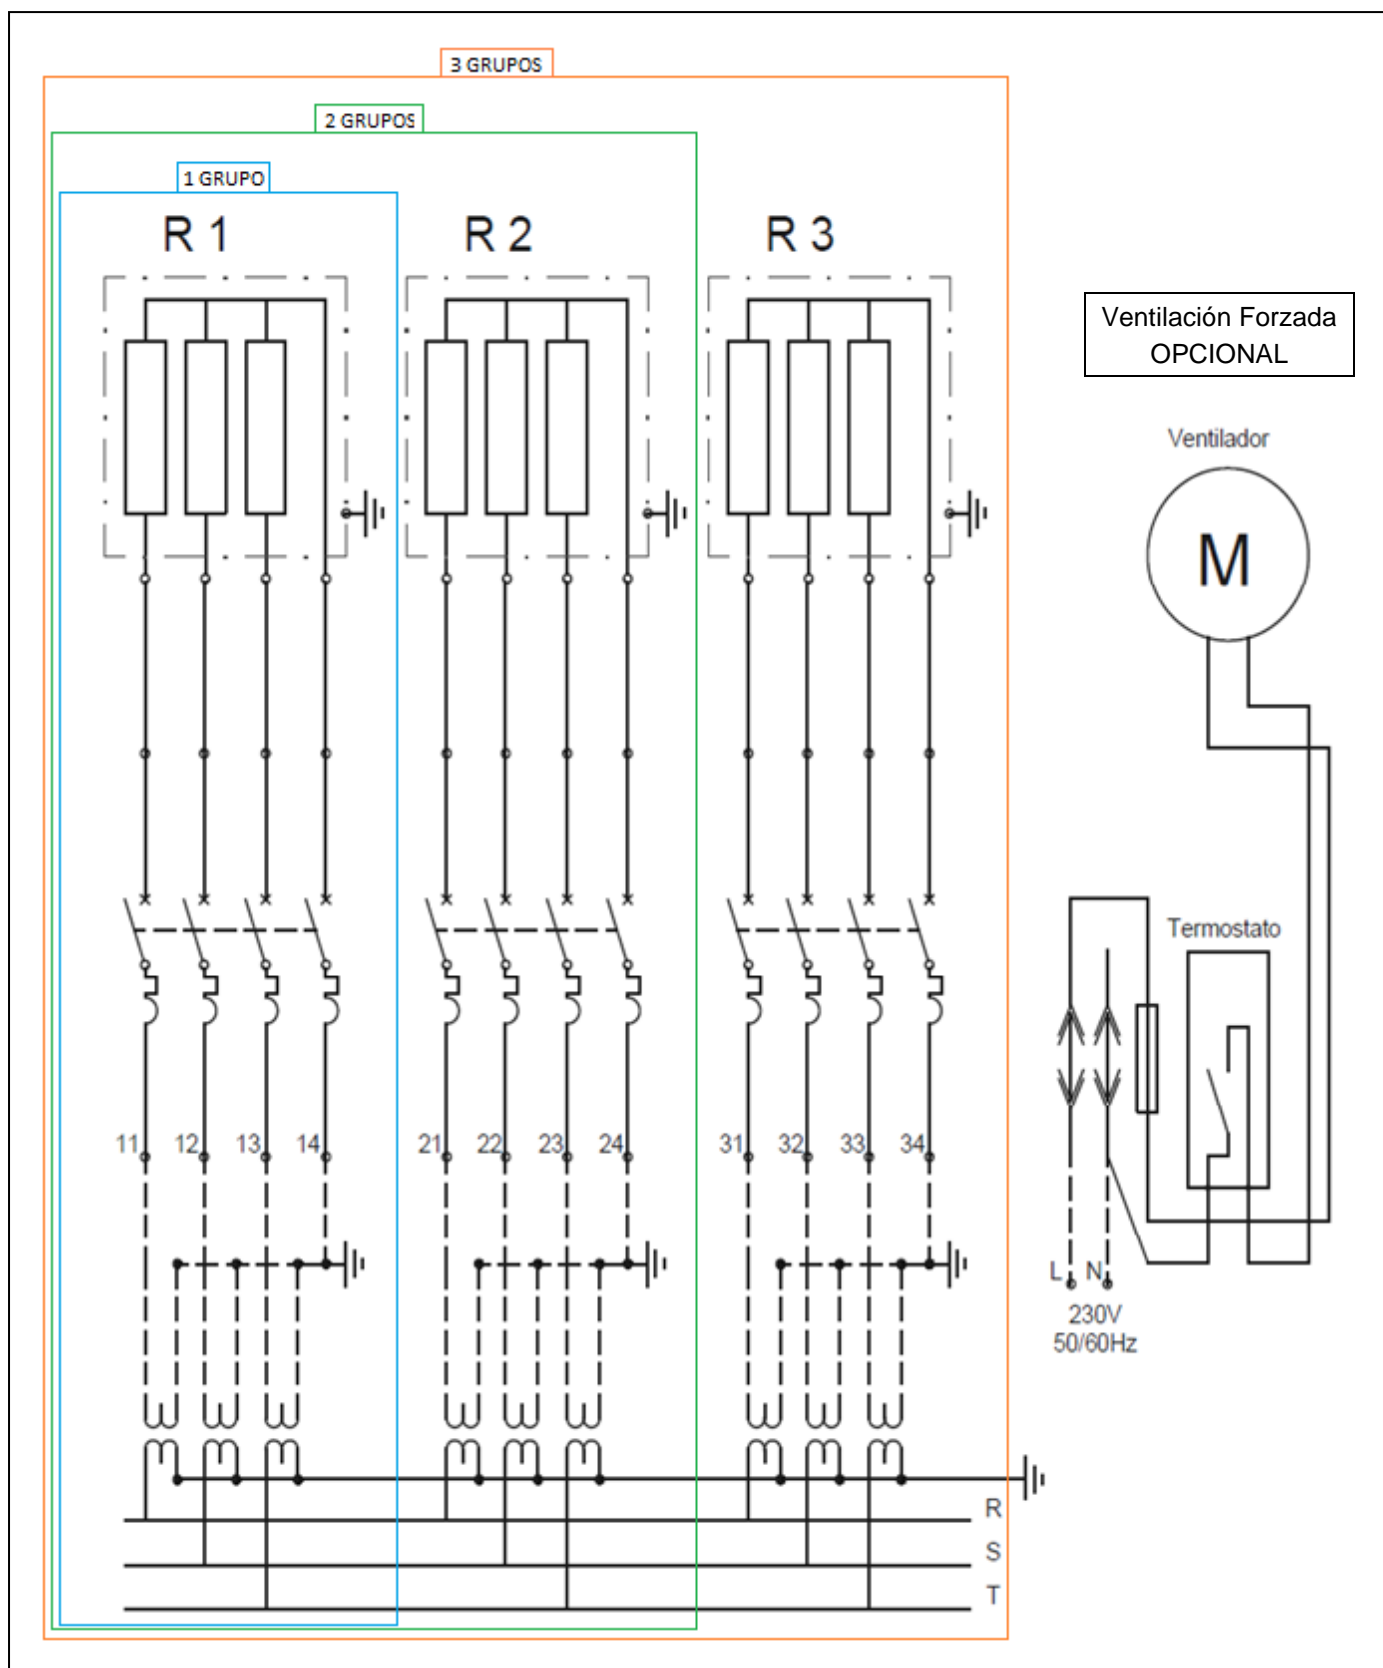 3 GRUPOS
2 GRUPOS
1 GRUPO
R 1
R 2
R 3
Ventilación Forzada
OPCIONAL
Ventilador
M
Termostato
11 12 13 14 21 22 23 24 31 32 33 34
L N
230V
50/60Hz
R
S
T